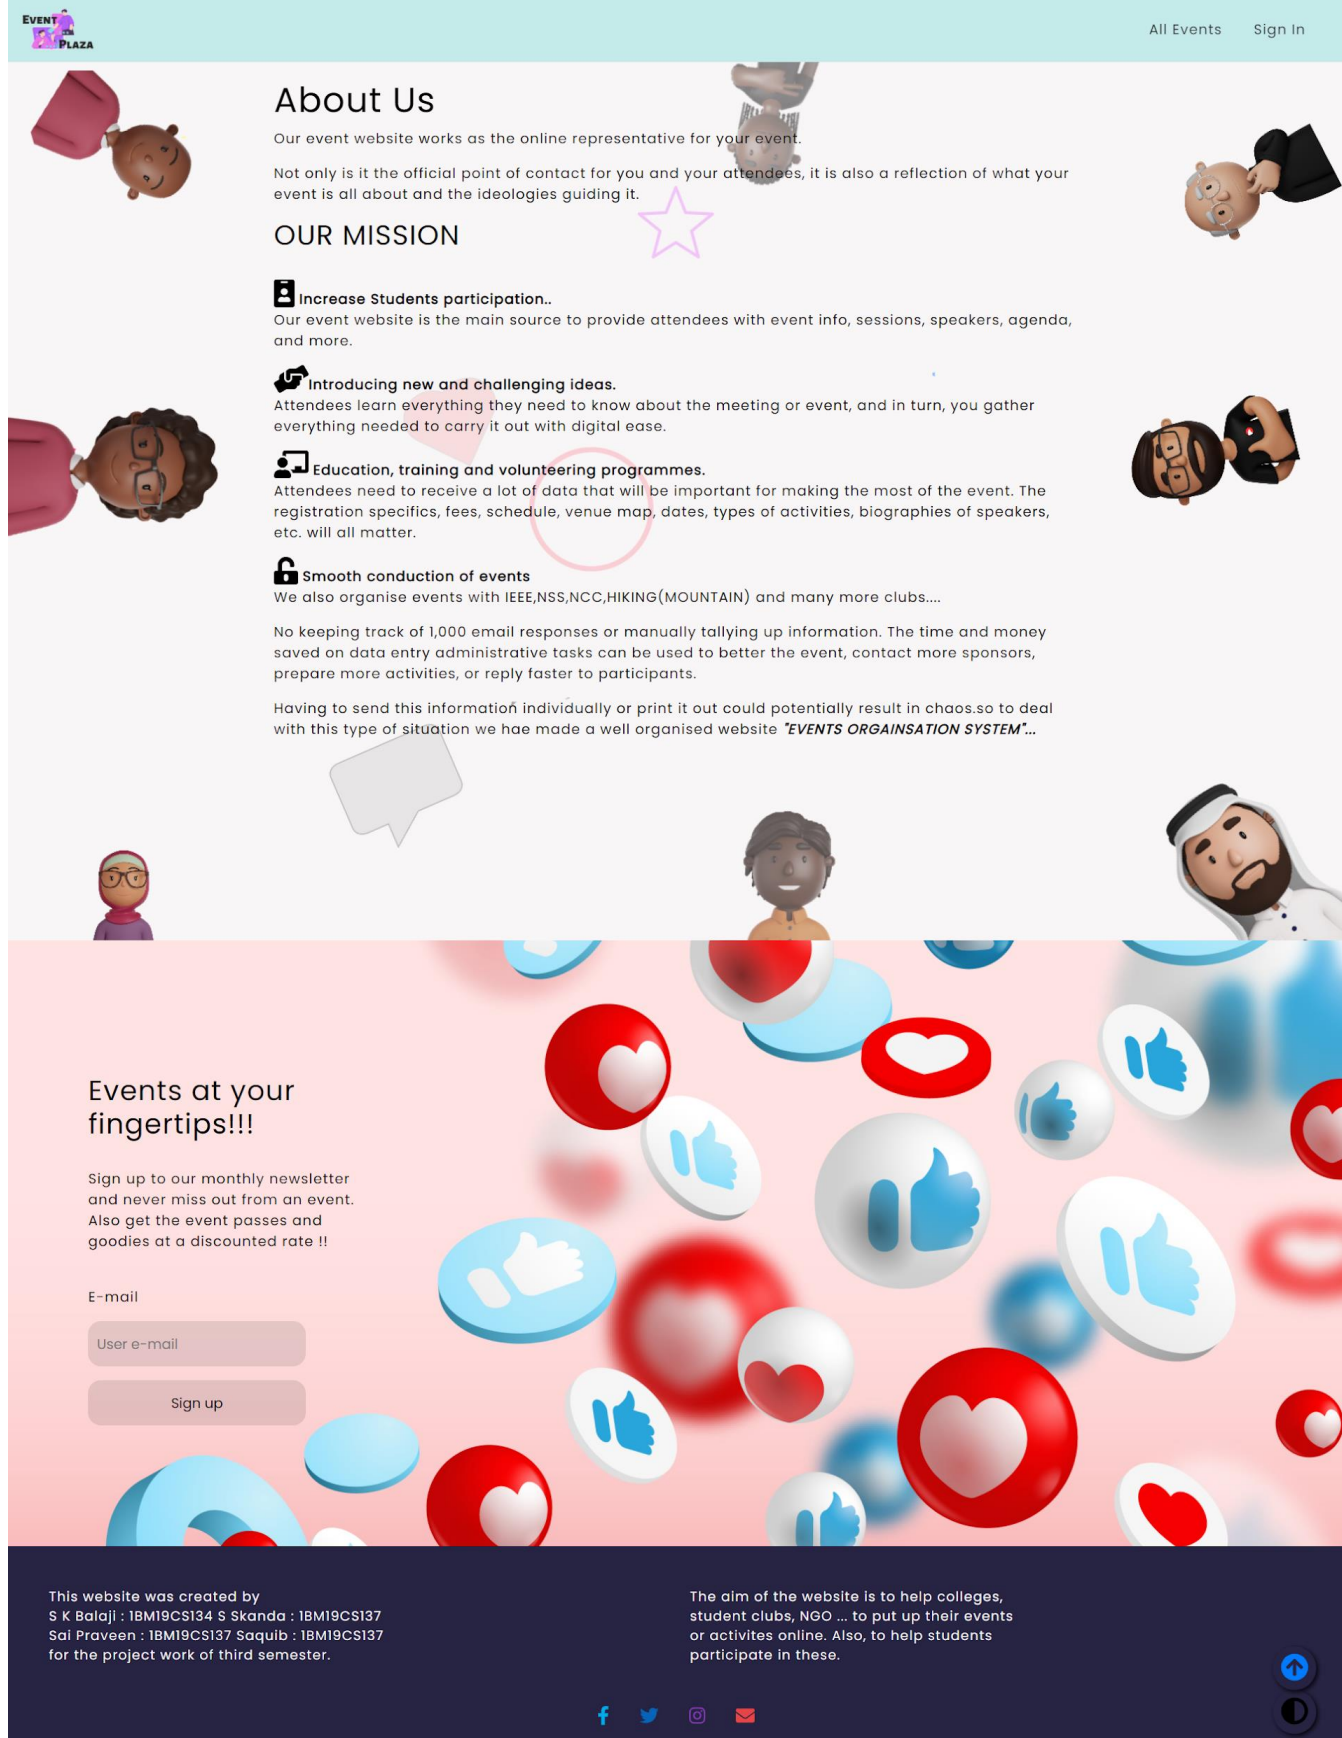 EVENT
PLAZA
All Events
Sign In
About Us
Our event website works as the online representative for your event.
Not only is it the official point of contact for you and your attendees, it is also a reflection of what your
event is all about and the ideologies guiding it.
OUR MISSION
Increase Students participation..
Our event website is the main source to provide attendees with event info, sessions, speakers, agenda,
and more.
Introducing new and challenging ideas.
Attendees learn everything they need to know about the meeting or event, and in turn, you gather
everything needed to carry it out with digital ease.
Education, training and volunteering programmes.
Attendees need to receive a lot of data that will be important for making the most of the event. The
registration specifics, fees, schedule, venue map, dates, types of activities, biographies of speakers,
etc. will all matter.
Smooth conduction of events
We also organise events with IEEE,NSS,NCC,HIKING(MOUNTAIN) and many more clubs....
No keeping track of 1,000 email responses or manually tallying up information. The time and money
saved on data entry administrative tasks can be used to better the event, contact more sponsors,
prepare more activities, or reply faster to participants.
Having to send this information individually or print it out could potentially result in chaos.so to deal
with this type of situation we hae made a well organised website "EVENTS ORGAINSATION SYSTEM"...
Events at your
fingertips!!!
Sign up to our monthly newsletter
and never miss out from an event.
Also get the event passes and
goodies at a discounted rate !!
E-mail
User e-mail
Sign up
This website was created by
S K Balaji : 1BM19CS134 S Skanda : 1BM19CS137
Sai Praveen : 1BM19CS137 Saquib : 1BM19CS137
for the project work of third semester.
The aim of the website is to help colleges,
student clubs, NGO ... to put up their events
or activites online. Also, to help students
participate in these.